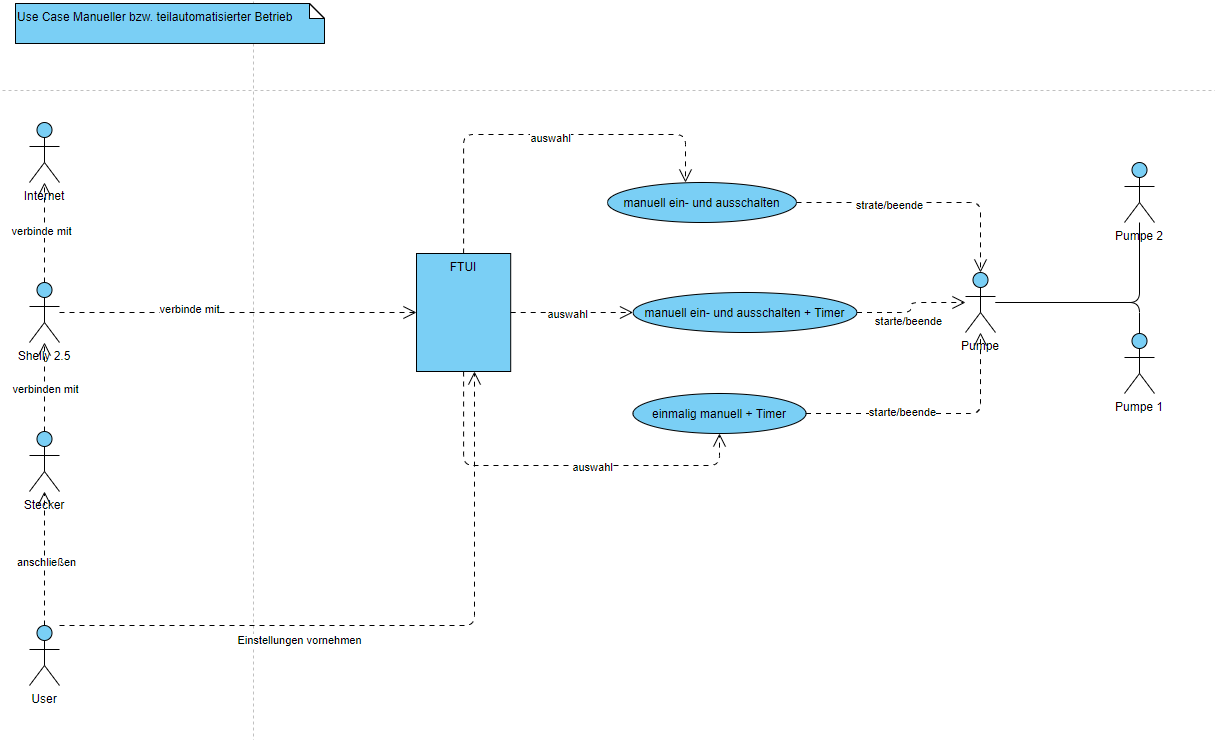 Use Case Manueller bzw. teilautomatisierter Betrieb
auswahl
Internet
manuell ein- und ausschalten
strate/beende
verbinde mit
Pumpe 2
FTUI
verbinde mit
auswahl
manuell ein- und ausschalten + Timer
starte/beende
Shelly 2.5
Pumpe
verbinden mit
einmalig manuell + Timer
starte/beende
Pumpe 1
auswahl
Stecker
anschließen
Einstellungen vornehmen
User